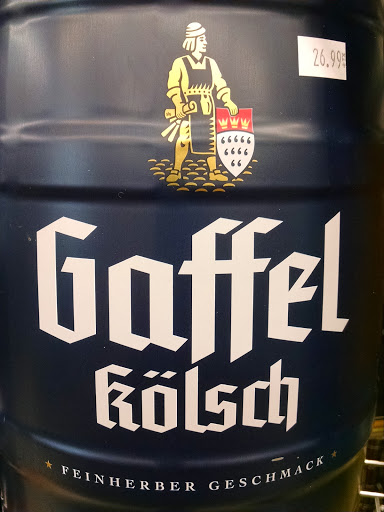 26.99
Gaffel
Kölsch
★ FEINHERBER GESCHMACK ★